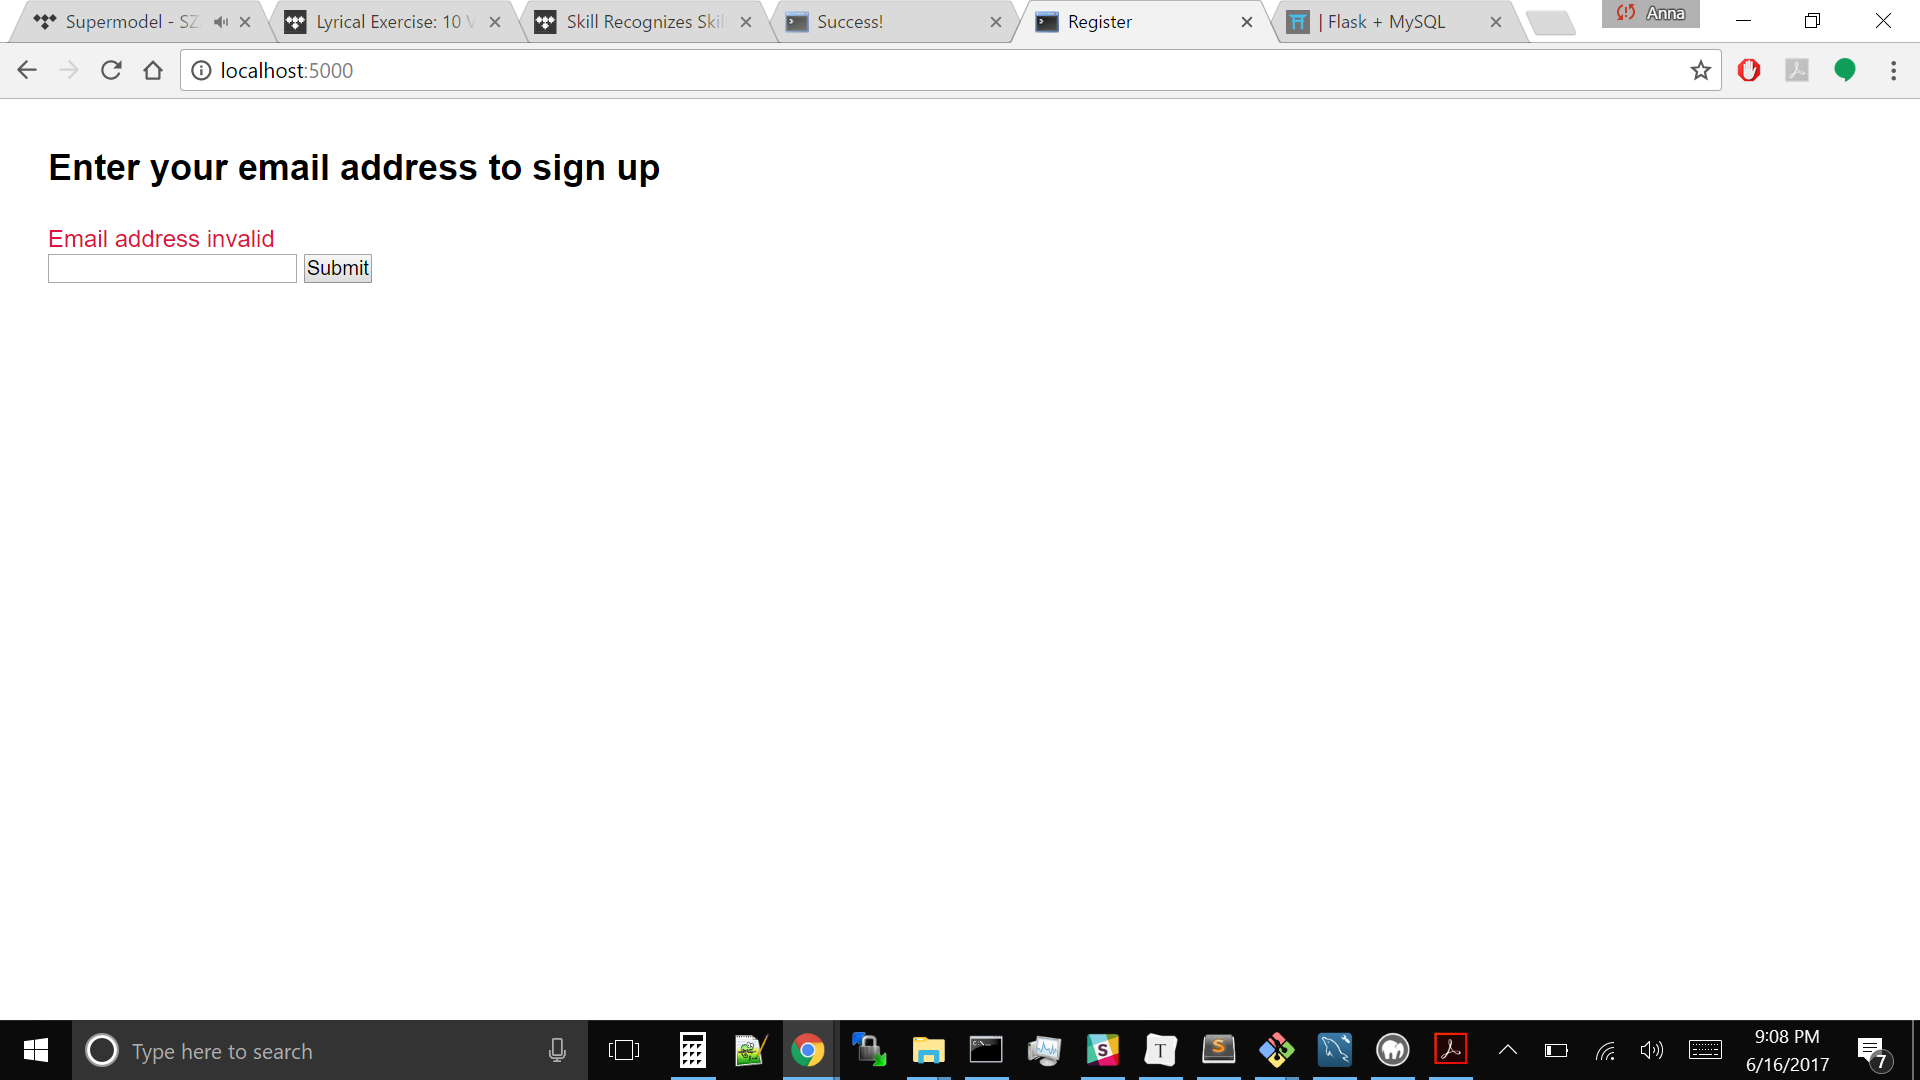 Supermodel - SZ
Lyrical Exercise: 10 V
Skill Recognizes Skil
Success!
Register
| Flask + MySQL
Anna
localhost:5000
Enter your email address to sign up
Email address invalid
Submit
Type here to search
T
S
9:08 PM
6/16/2017
7